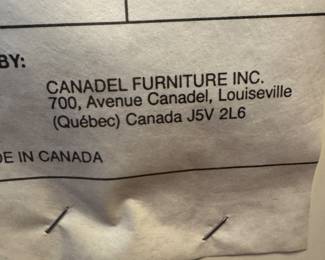 BY:
CANADEL FURNITURE INC.
700, Avenue Canadel, Louiseville
(Québec) Canada J5V 2L6
DE IN CANADA